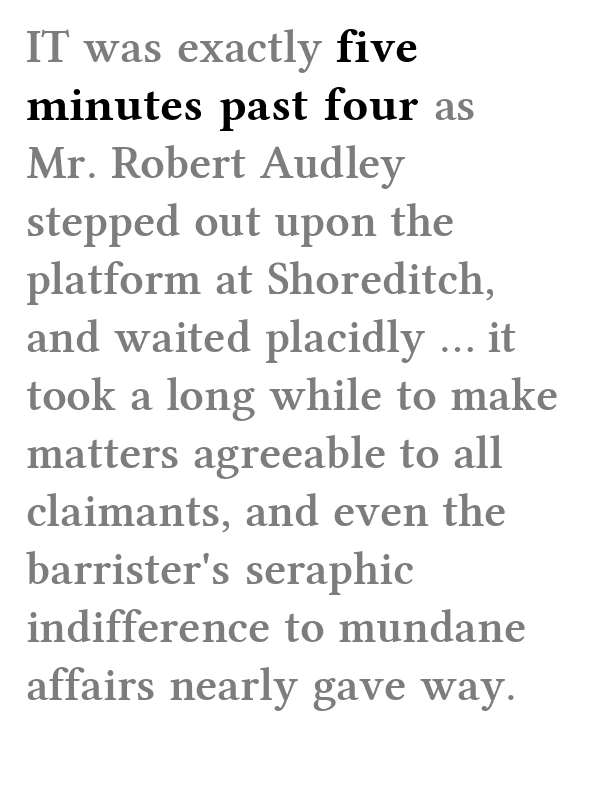 IT was exactly five
minutes past four as
Mr. Robert Audley
stepped out upon the
platform at Shoreditch,
and waited placidly ... it
took a long while to make
matters agreeable to all
claimants, and even the
barrister's seraphic
indifference to mundane
affairs nearly gave way.